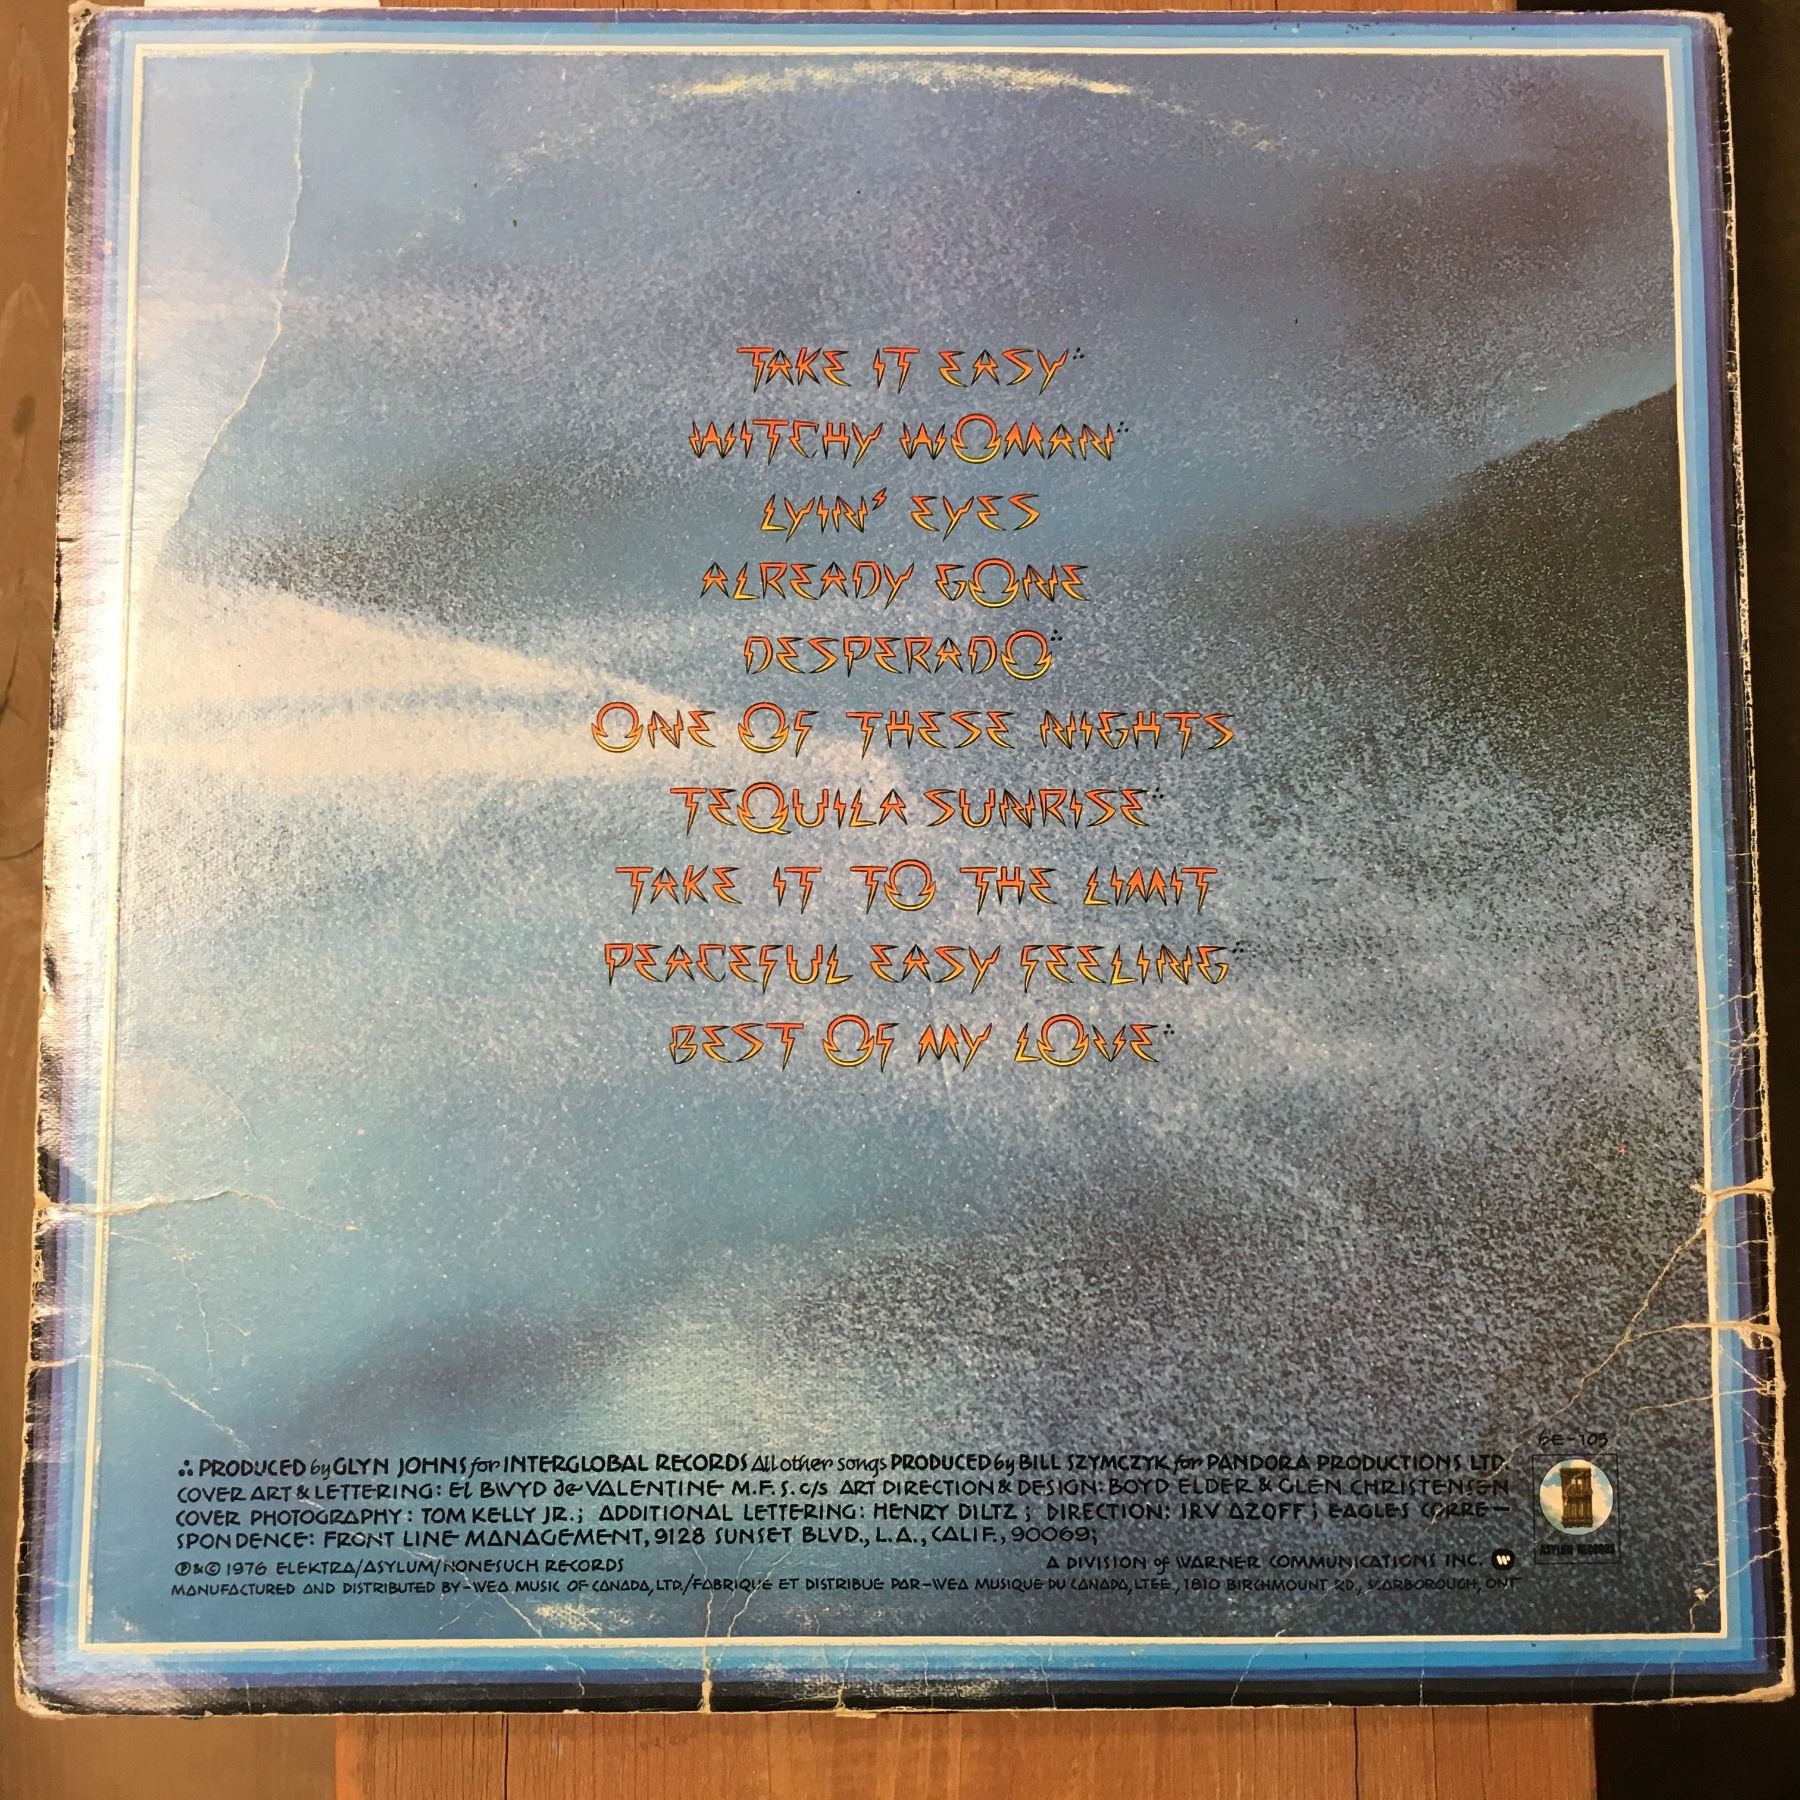 TAKE IT EASY∴
WITCHY WOMAN∴
LYIN' EYES
ALREADY GONE
DESPERADO∴
ONE OF THESE NIGHTS
TEQUILA SUNRISE∴
TAKE IT TO THE LIMIT
PEACEFUL EASY FEELING∴
BEST OF MY LOVE∴
6E-105
∴ PRODUCED by GLYN JOHNS for INTERGLOBAL RECORDS All other songs PRODUCED by BILL SZYMCZYK for PANDORA PRODUCTIONS LTD.
COVER ART & LETTERING: El BWYD de VALENTINE M.F.S. c/s ART DIRECTION & DESIGN: BOYD ELDER & GLEN CHRISTENSEN
COVER PHOTOGRAPHY: TOM KELLY JR.; ADDITIONAL LETTERING: HENRY DILTZ; DIRECTION: IRV AZOFF; EAGLES CORRE-
SPONDENCE: FRONT LINE MANAGEMENT, 9128 SUNSET BLVD., L.A., CALIF., 90069;
℗&© 1976 ELEKTRA/ASYLUM/NONESUCH RECORDS A DIVISION of WARNER COMMUNICATIONS INC.
MANUFACTURED AND DISTRIBUTED BY-WEA MUSIC OF CANADA, LTD./FABRIQUÉ ET DISTRIBUÉ PAR-WEA MUSIQUE DU CANADA, LTEE., 1810 BIRCHMOUNT RD., SCARBOROUGH, ONT
ASYLUM RECORDS